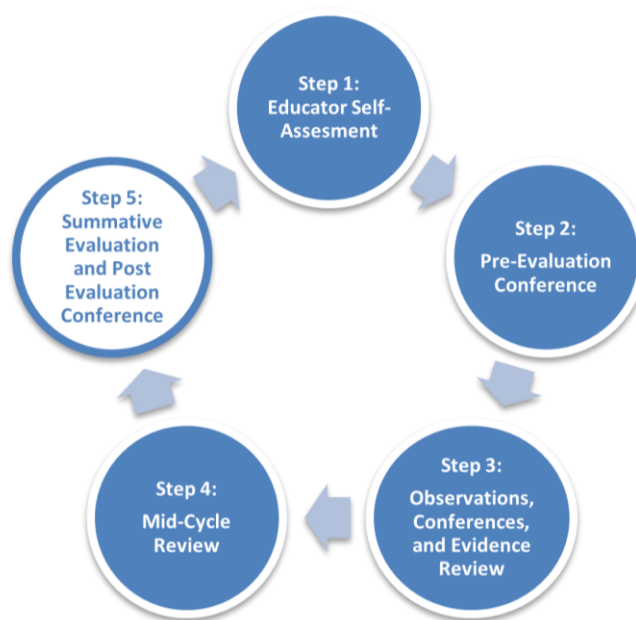 Step 1:
Educator Self-
Assesment
Step 2:
Pre-Evaluation
Conference
Step 3:
Observations,
Conferences,
and Evidence
Review
Step 4:
Mid-Cycle
Review
Step 5:
Summative
Evaluation
and Post
Evaluation
Conference